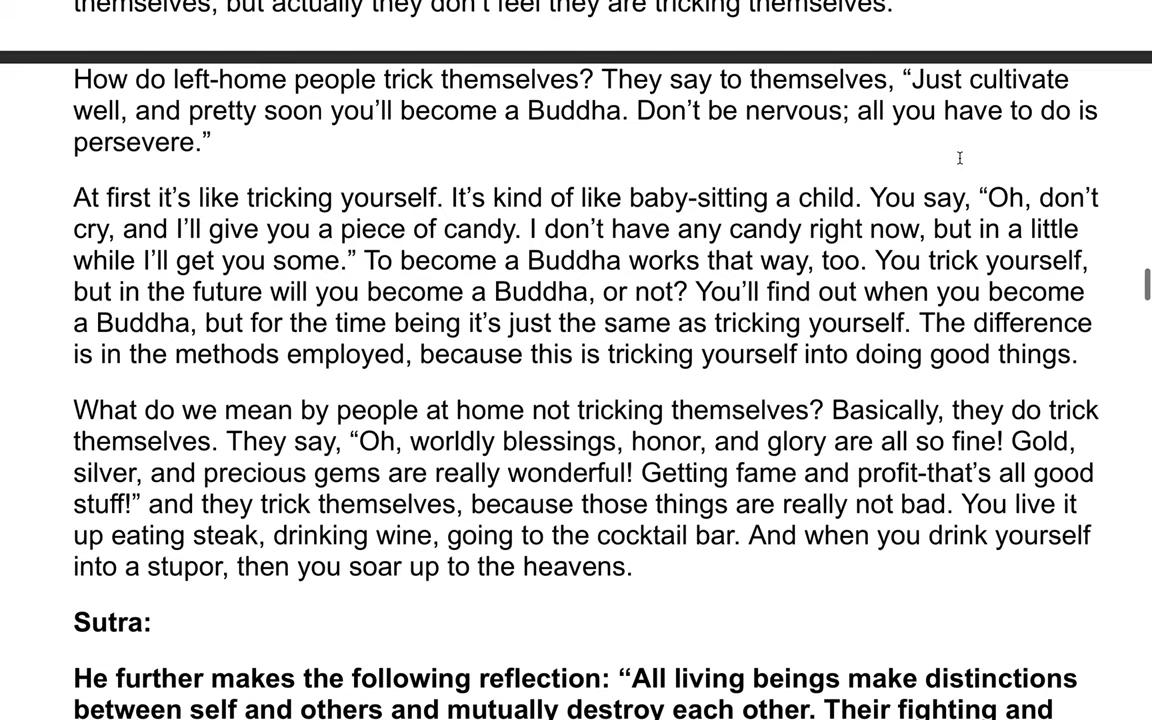 themselves, but actually they don't feel they are tricking themselves.
How do left-home people trick themselves? They say to themselves, “Just cultivate
well, and pretty soon you’ll become a Buddha. Don’t be nervous; all you have to do is
persevere.”
At first it’s like tricking yourself. It’s kind of like baby-sitting a child. You say, “Oh, don’t
cry, and I’ll give you a piece of candy. I don’t have any candy right now, but in a little
while I’ll get you some.” To become a Buddha works that way, too. You trick yourself,
but in the future will you become a Buddha, or not? You’ll find out when you become
a Buddha, but for the time being it’s just the same as tricking yourself. The difference
is in the methods employed, because this is tricking yourself into doing good things.
What do we mean by people at home not tricking themselves? Basically, they do trick
themselves. They say, “Oh, worldly blessings, honor, and glory are all so fine! Gold,
silver, and precious gems are really wonderful! Getting fame and profit-that’s all good
stuff!” and they trick themselves, because those things are really not bad. You live it
up eating steak, drinking wine, going to the cocktail bar. And when you drink yourself
into a stupor, then you soar up to the heavens.
Sutra:
He further makes the following reflection: “All living beings make distinctions
between self and others and mutually destroy each other. Their fighting and